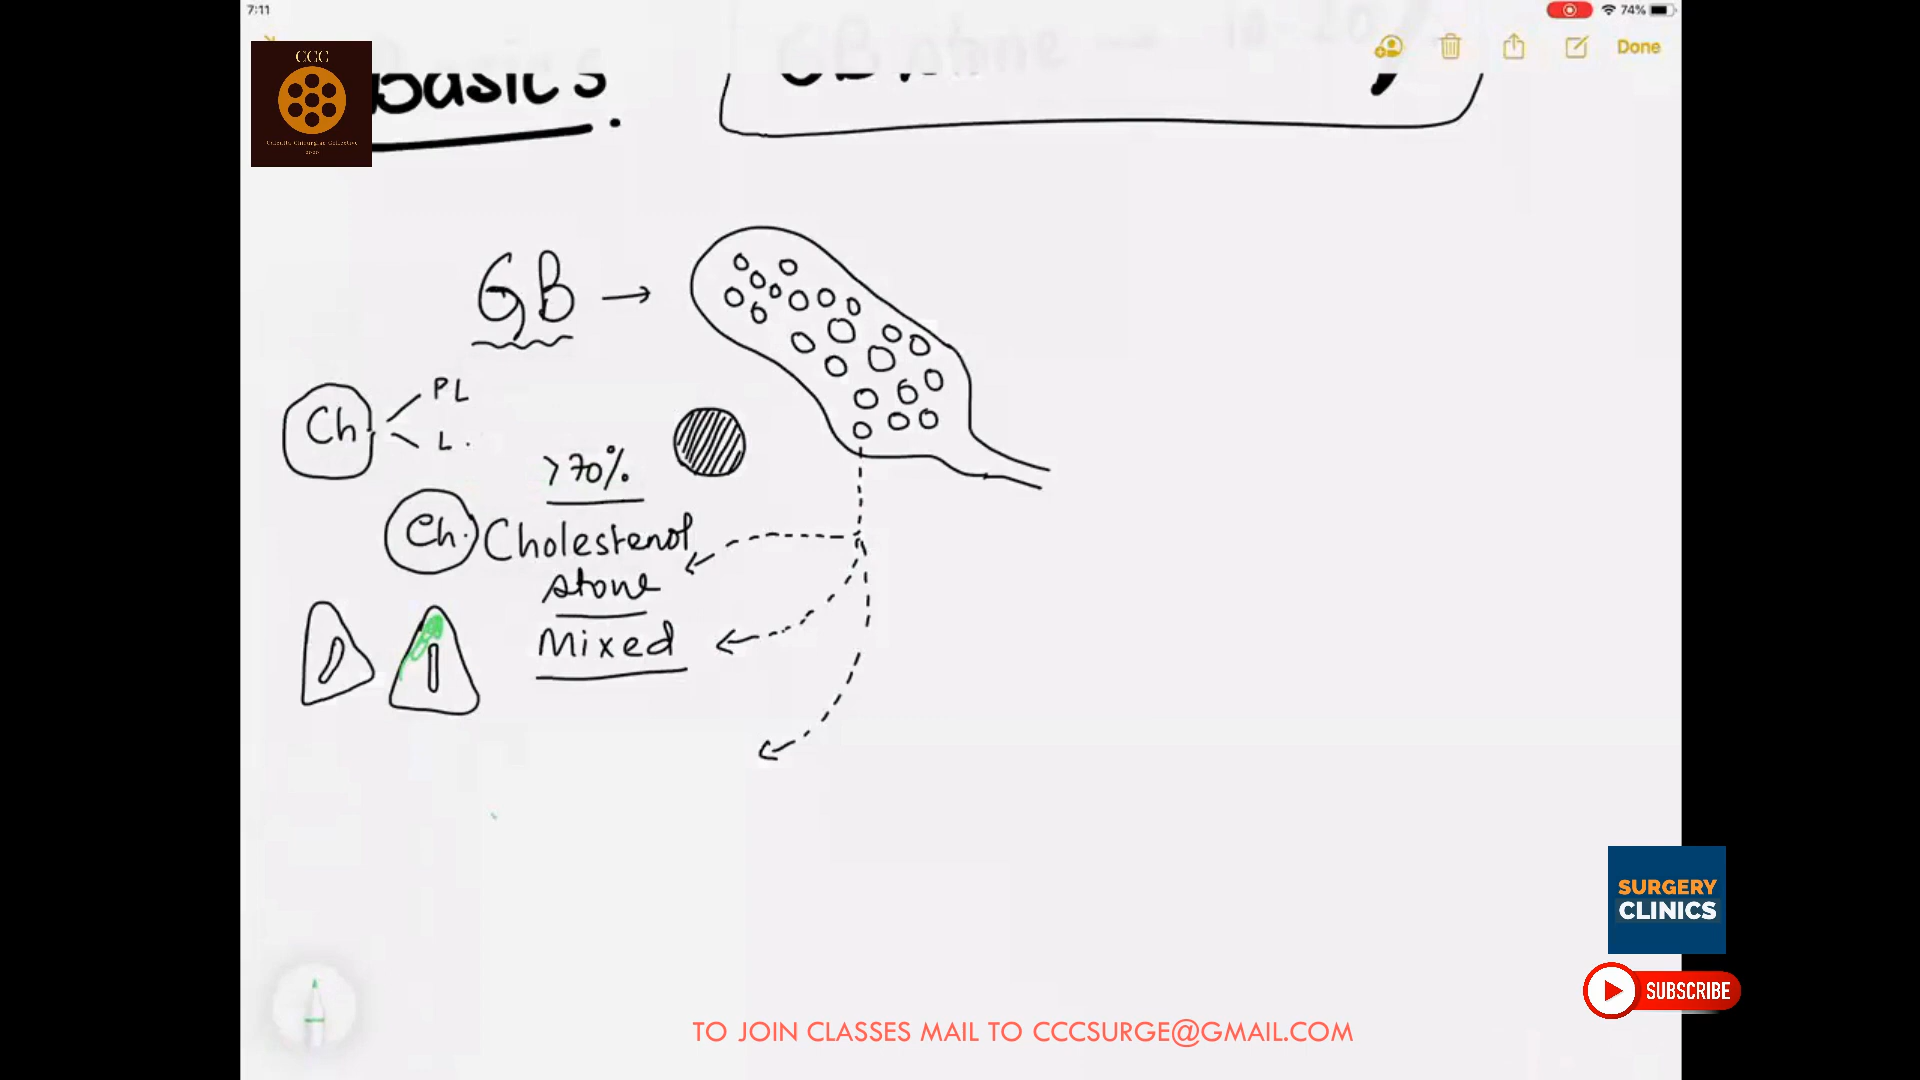 7:11
74%
Done
CCC
2020
Basics.
GB
Ch
PL
L.
>70%
Ch.
Cholesterol
stone
Mixed
SURGERY
CLINICS
SUBSCRIBE
TO JOIN CLASSES MAIL TO CCCSURGE@GMAIL.COM